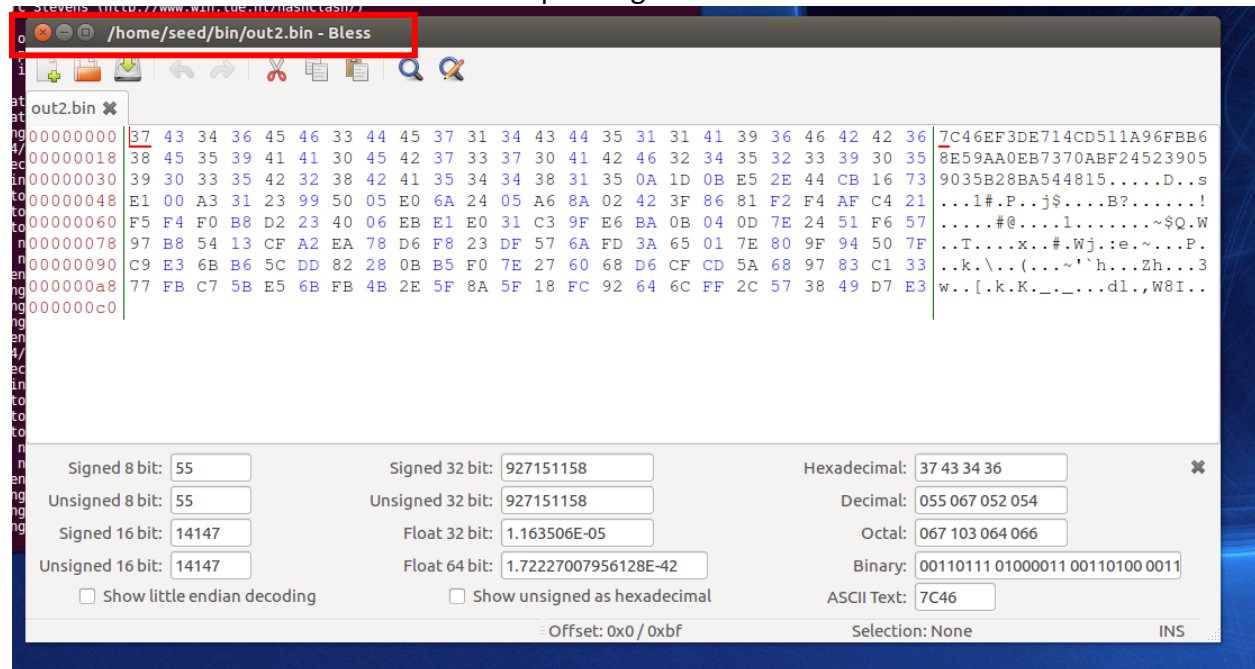 C Stevens (http://www.win.tue.nl/hashclash/)
/home/seed/bin/out2.bin - Bless
out2.bin
00000000 37 43 34 36 45 46 33 44 45 37 31 34 43 44 35 31 31 41 39 36 46 42 42 36 7C46EF3DE714CD511A96FBB6
00000018 38 45 35 39 41 41 30 45 42 37 33 37 30 41 42 46 32 34 35 32 33 39 30 35 8E59AA0EB7370ABF24523905
00000030 39 30 33 35 42 32 38 42 41 35 34 34 38 31 35 0A 1D 0B E5 2E 44 CB 16 73 9035B28BA544815.....D..s
00000048 E1 00 A3 31 23 99 50 05 E0 6A 24 05 A6 8A 02 42 3F 86 81 F2 F4 AF C4 21 ...1#.P..j$....B?......!
00000060 F5 F4 F0 B8 D2 23 40 06 EB E1 E0 31 C3 9F E6 BA 0B 04 0D 7E 24 51 F6 57 .....#@....1.......~$Q.W
00000078 97 B8 54 13 CF A2 EA 78 D6 F8 23 DF 57 6A FD 3A 65 01 7E 80 9F 94 50 7F ..T....x..#.Wj.:e.~...P.
00000090 C9 E3 6B B6 5C DD 82 28 0B B5 F0 7E 27 60 68 D6 CF CD 5A 68 97 83 C1 33 ..k.\..(...~'`h...Zh...3
000000a8 77 FB C7 5B E5 6B FB 4B 2E 5F 8A 5F 18 FC 92 64 6C FF 2C 57 38 49 D7 E3 w..[.k.K._._...dl.,W8I..
000000c0
Signed 8 bit: 55 Signed 32 bit: 927151158 Hexadecimal: 37 43 34 36
Unsigned 8 bit: 55 Unsigned 32 bit: 927151158 Decimal: 055 067 052 054
Signed 16 bit: 14147 Float 32 bit: 1.163506E-05 Octal: 067 103 064 066
Unsigned 16 bit: 14147 Float 64 bit: 1.72227007956128E-42 Binary: 00110111 01000011 00110100 0011
Show little endian decoding Show unsigned as hexadecimal ASCII Text: 7C46
Offset: 0x0 / 0xbf Selection: None INS